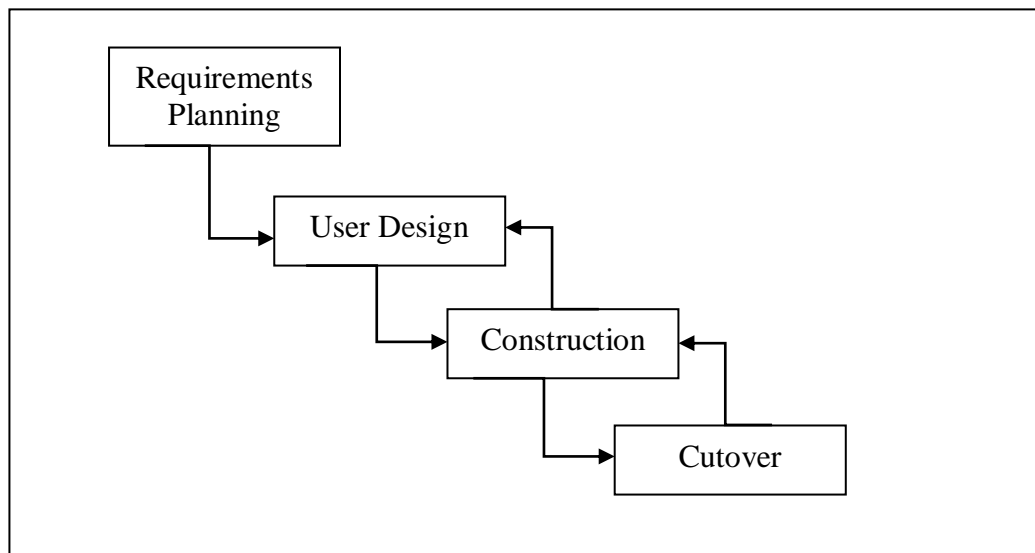 Requirements
Planning
User Design
Construction
Cutover